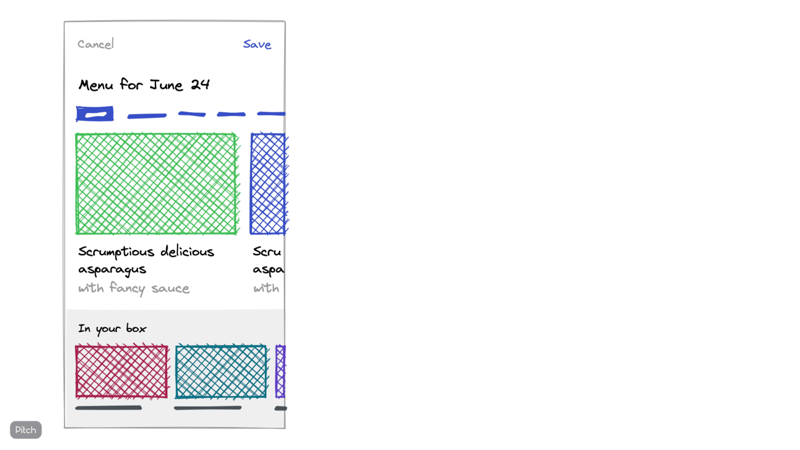 Cancel
Save
Menu for June 24
Scrumptious delicious
asparagus
with fancy sauce
Scru
aspa
with
In your box
Pitch